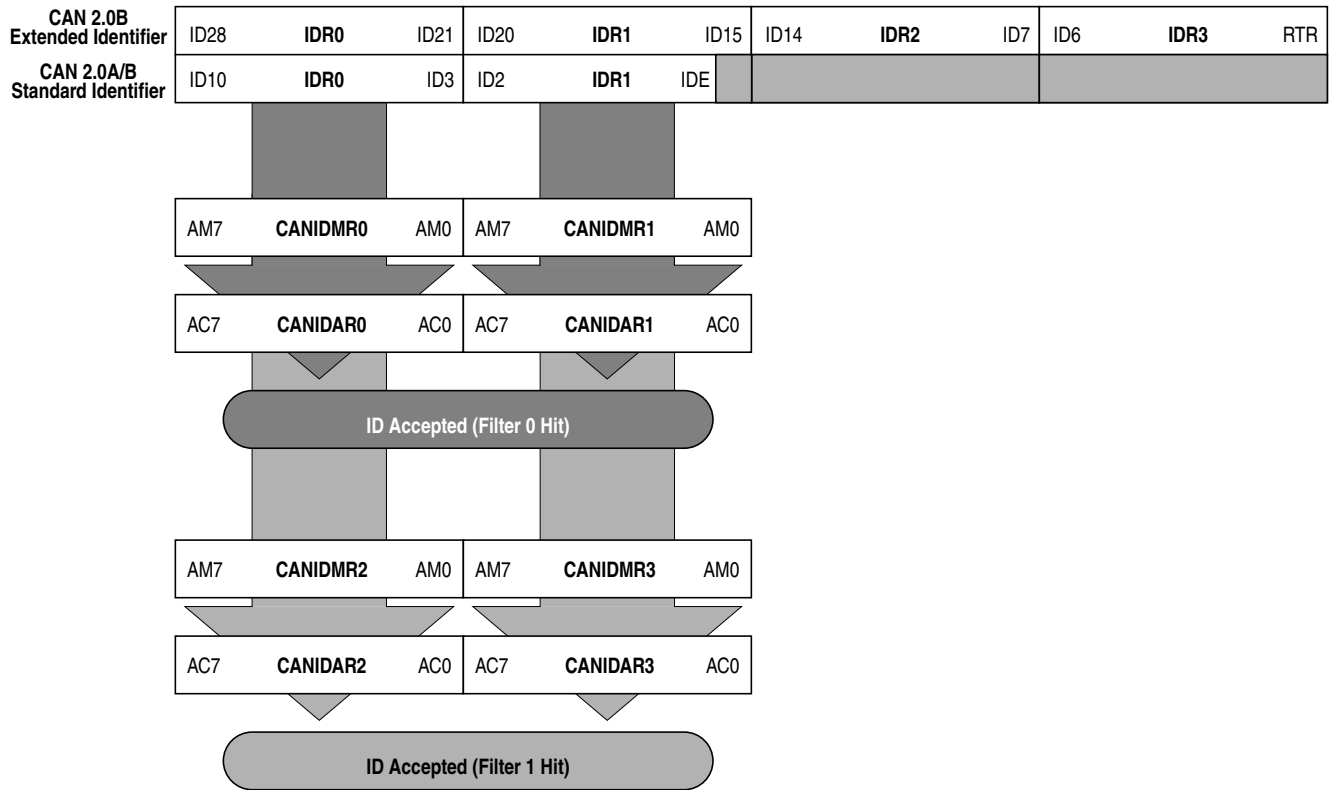 CAN 2.0B
Extended Identifier
ID28 IDR0 ID21 ID20 IDR1 ID15 ID14 IDR2 ID7 ID6 IDR3 RTR
CAN 2.0A/B
Standard Identifier
ID10 IDR0 ID3 ID2 IDR1 IDE
AM7 CANIDMR0 AM0 AM7 CANIDMR1 AM0
AC7 CANIDAR0 AC0 AC7 CANIDAR1 AC0
ID Accepted (Filter 0 Hit)
AM7 CANIDMR2 AM0 AM7 CANIDMR3 AM0
AC7 CANIDAR2 AC0 AC7 CANIDAR3 AC0
ID Accepted (Filter 1 Hit)